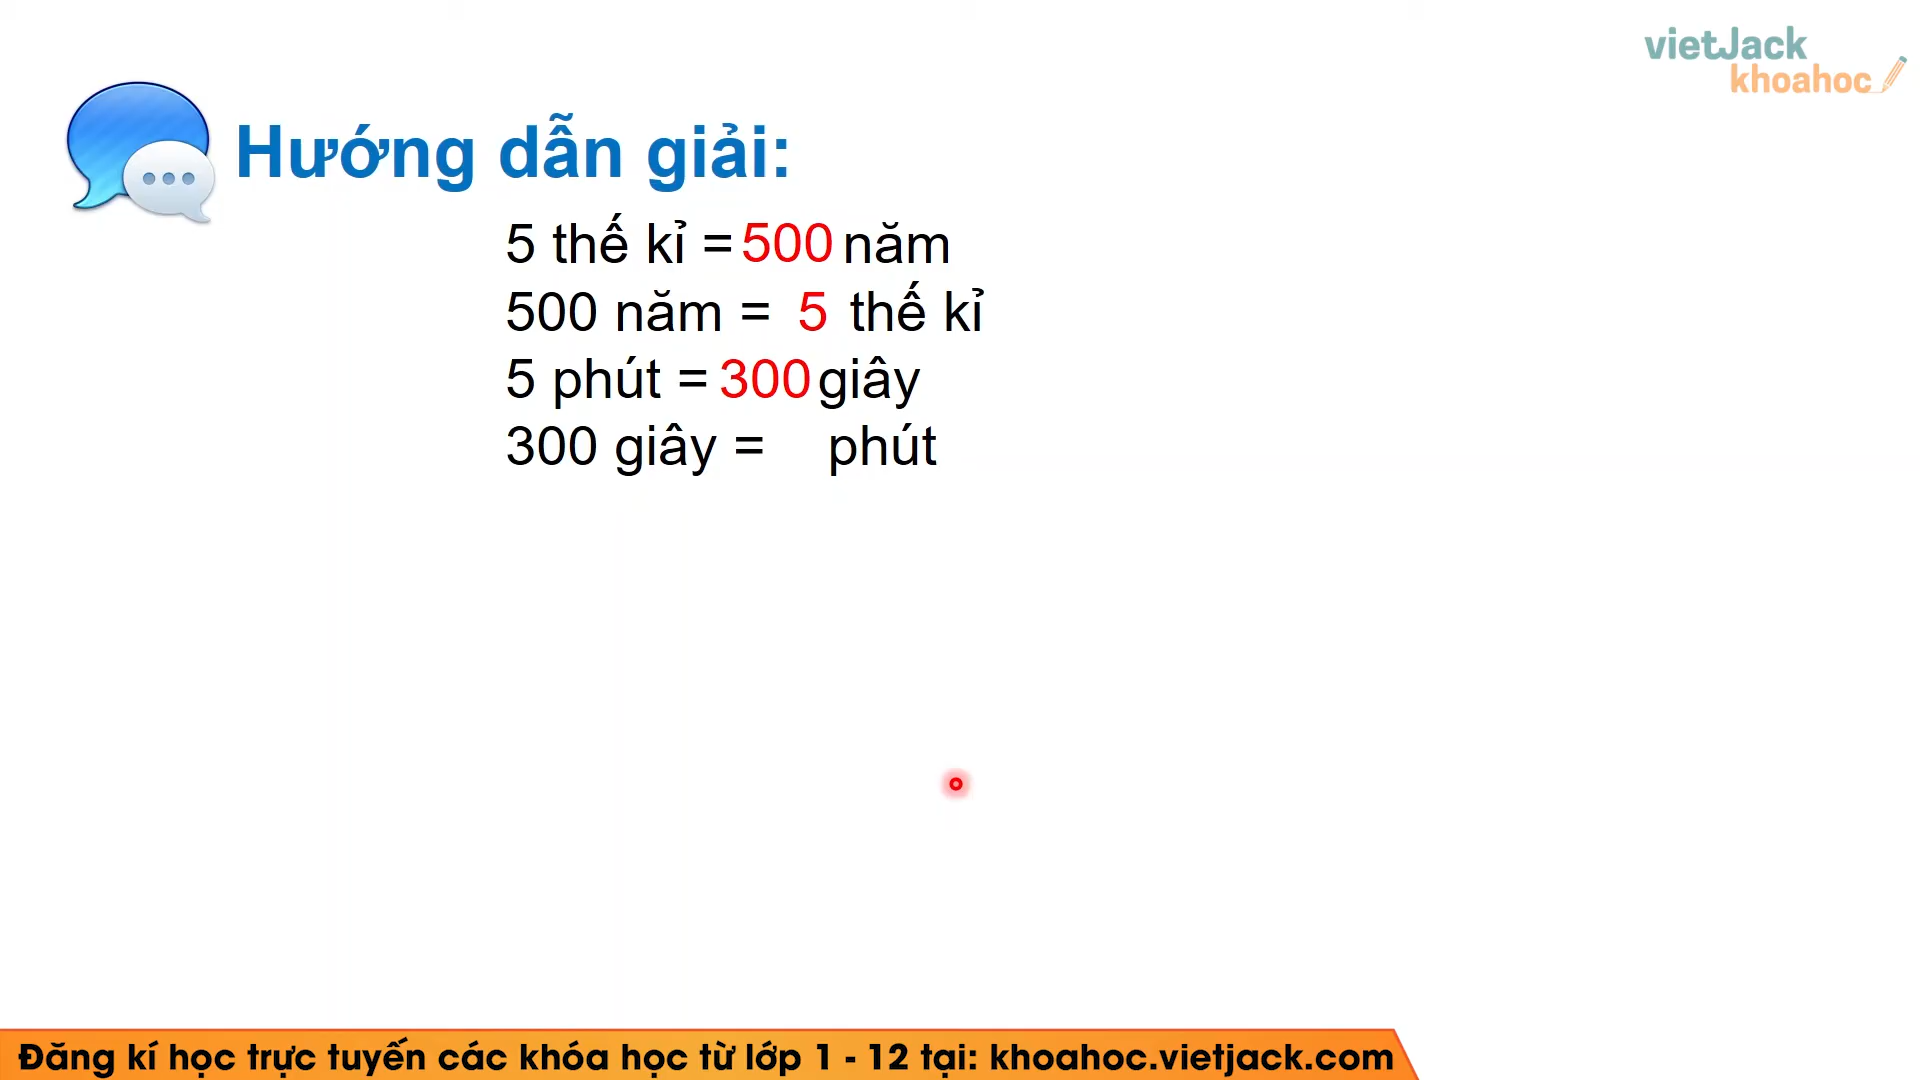 vietJack
khoahoc
Hướng dẫn giải:
5 thế kỉ = 500 năm
500 năm = 5 thế kỉ
5 phút = 300 giây
300 giây = phút
Đăng kí học trực tuyến các khóa học từ lớp 1 - 12 tại: khoahoc.vietjack.com